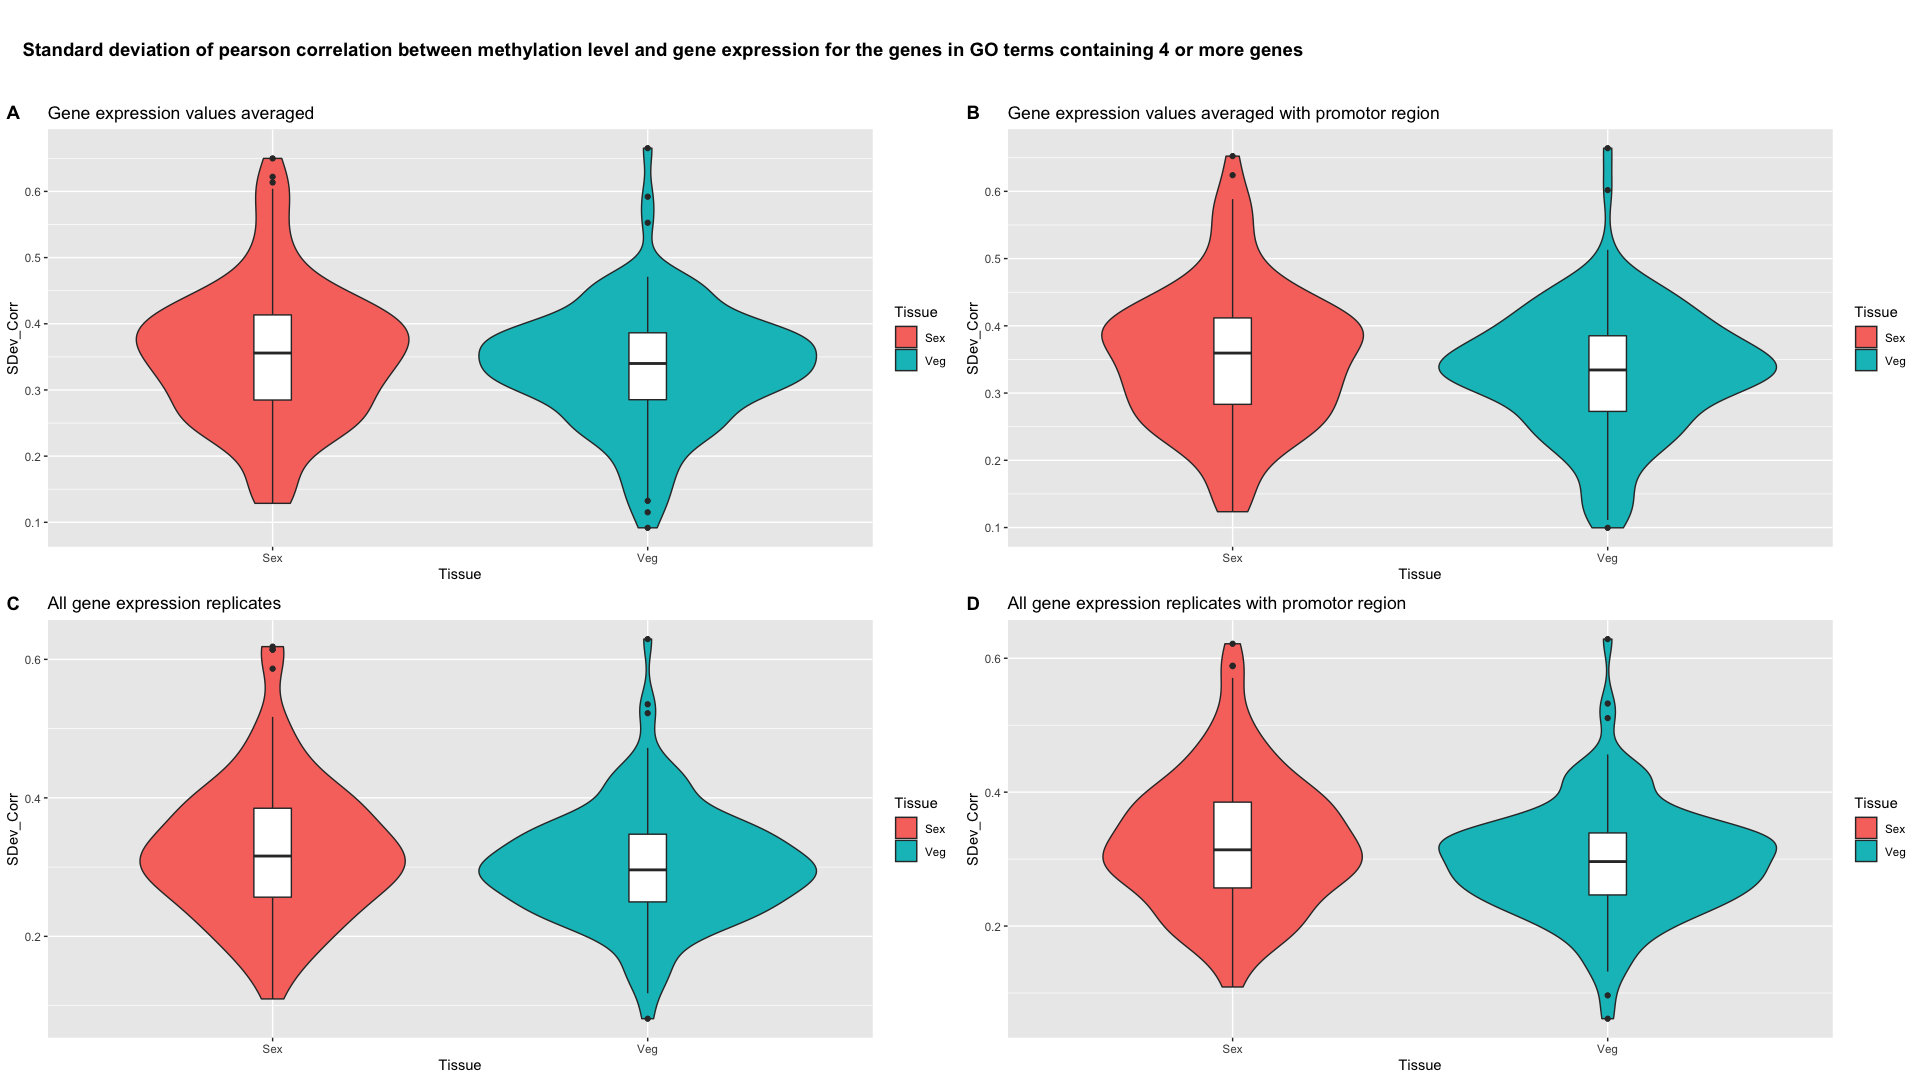 Standard deviation of pearson correlation between methylation level and gene expression for the genes in GO terms containing 4 or more genes
A Gene expression values averaged
SDev_Corr
0.6
0.5
0.4
0.3
0.2
0.1
Sex Veg
Tissue
Tissue
Sex
Veg
B Gene expression values averaged with promotor region
SDev_Corr
0.6
0.5
0.4
0.3
0.2
0.1
Sex Veg
Tissue
Tissue
Sex
Veg
C All gene expression replicates
SDev_Corr
0.6
0.4
0.2
Sex Veg
Tissue
Tissue
Sex
Veg
D All gene expression replicates with promotor region
SDev_Corr
0.6
0.4
0.2
Sex Veg
Tissue
Tissue
Sex
Veg